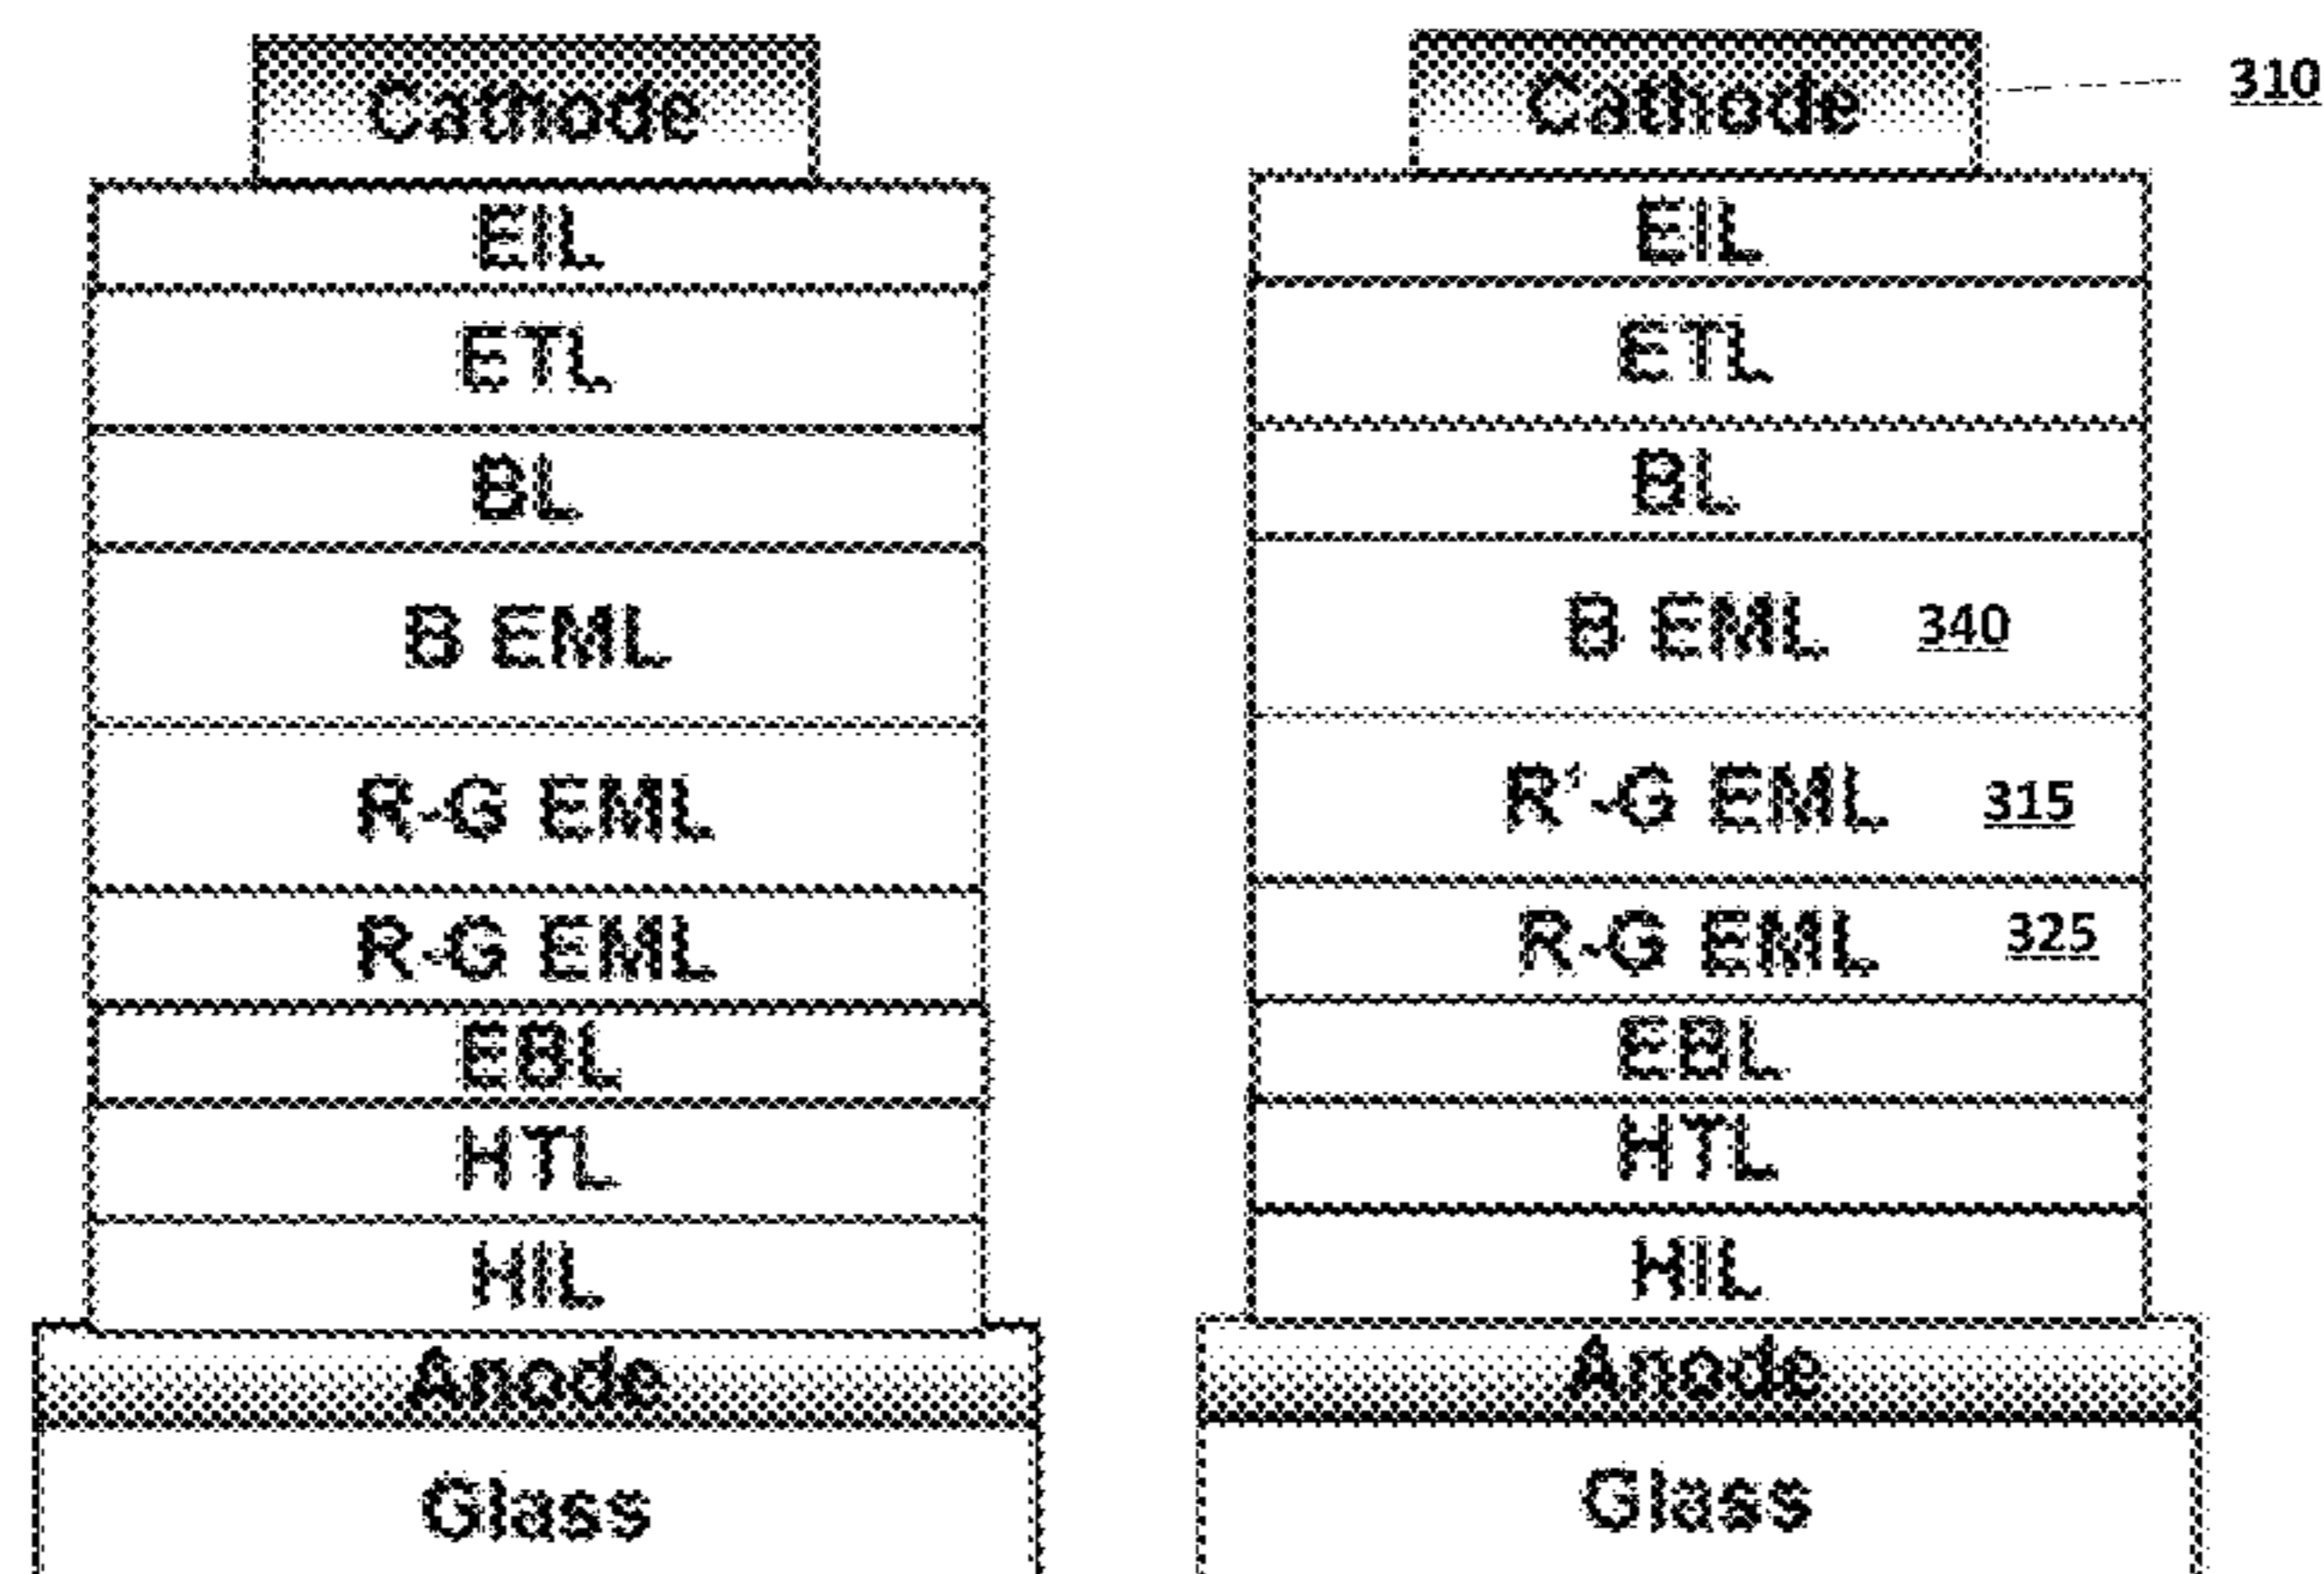 Cathode
EIL
ETL
BL
B EML
R-G EML
R-G EML
EBL
HTL
HIL
Anode
Glass
Cathode 310
EIL
ETL
BL
B EML 340
R'-G EML 315
R-G EML 325
EBL
HTL
HIL
Anode
Glass